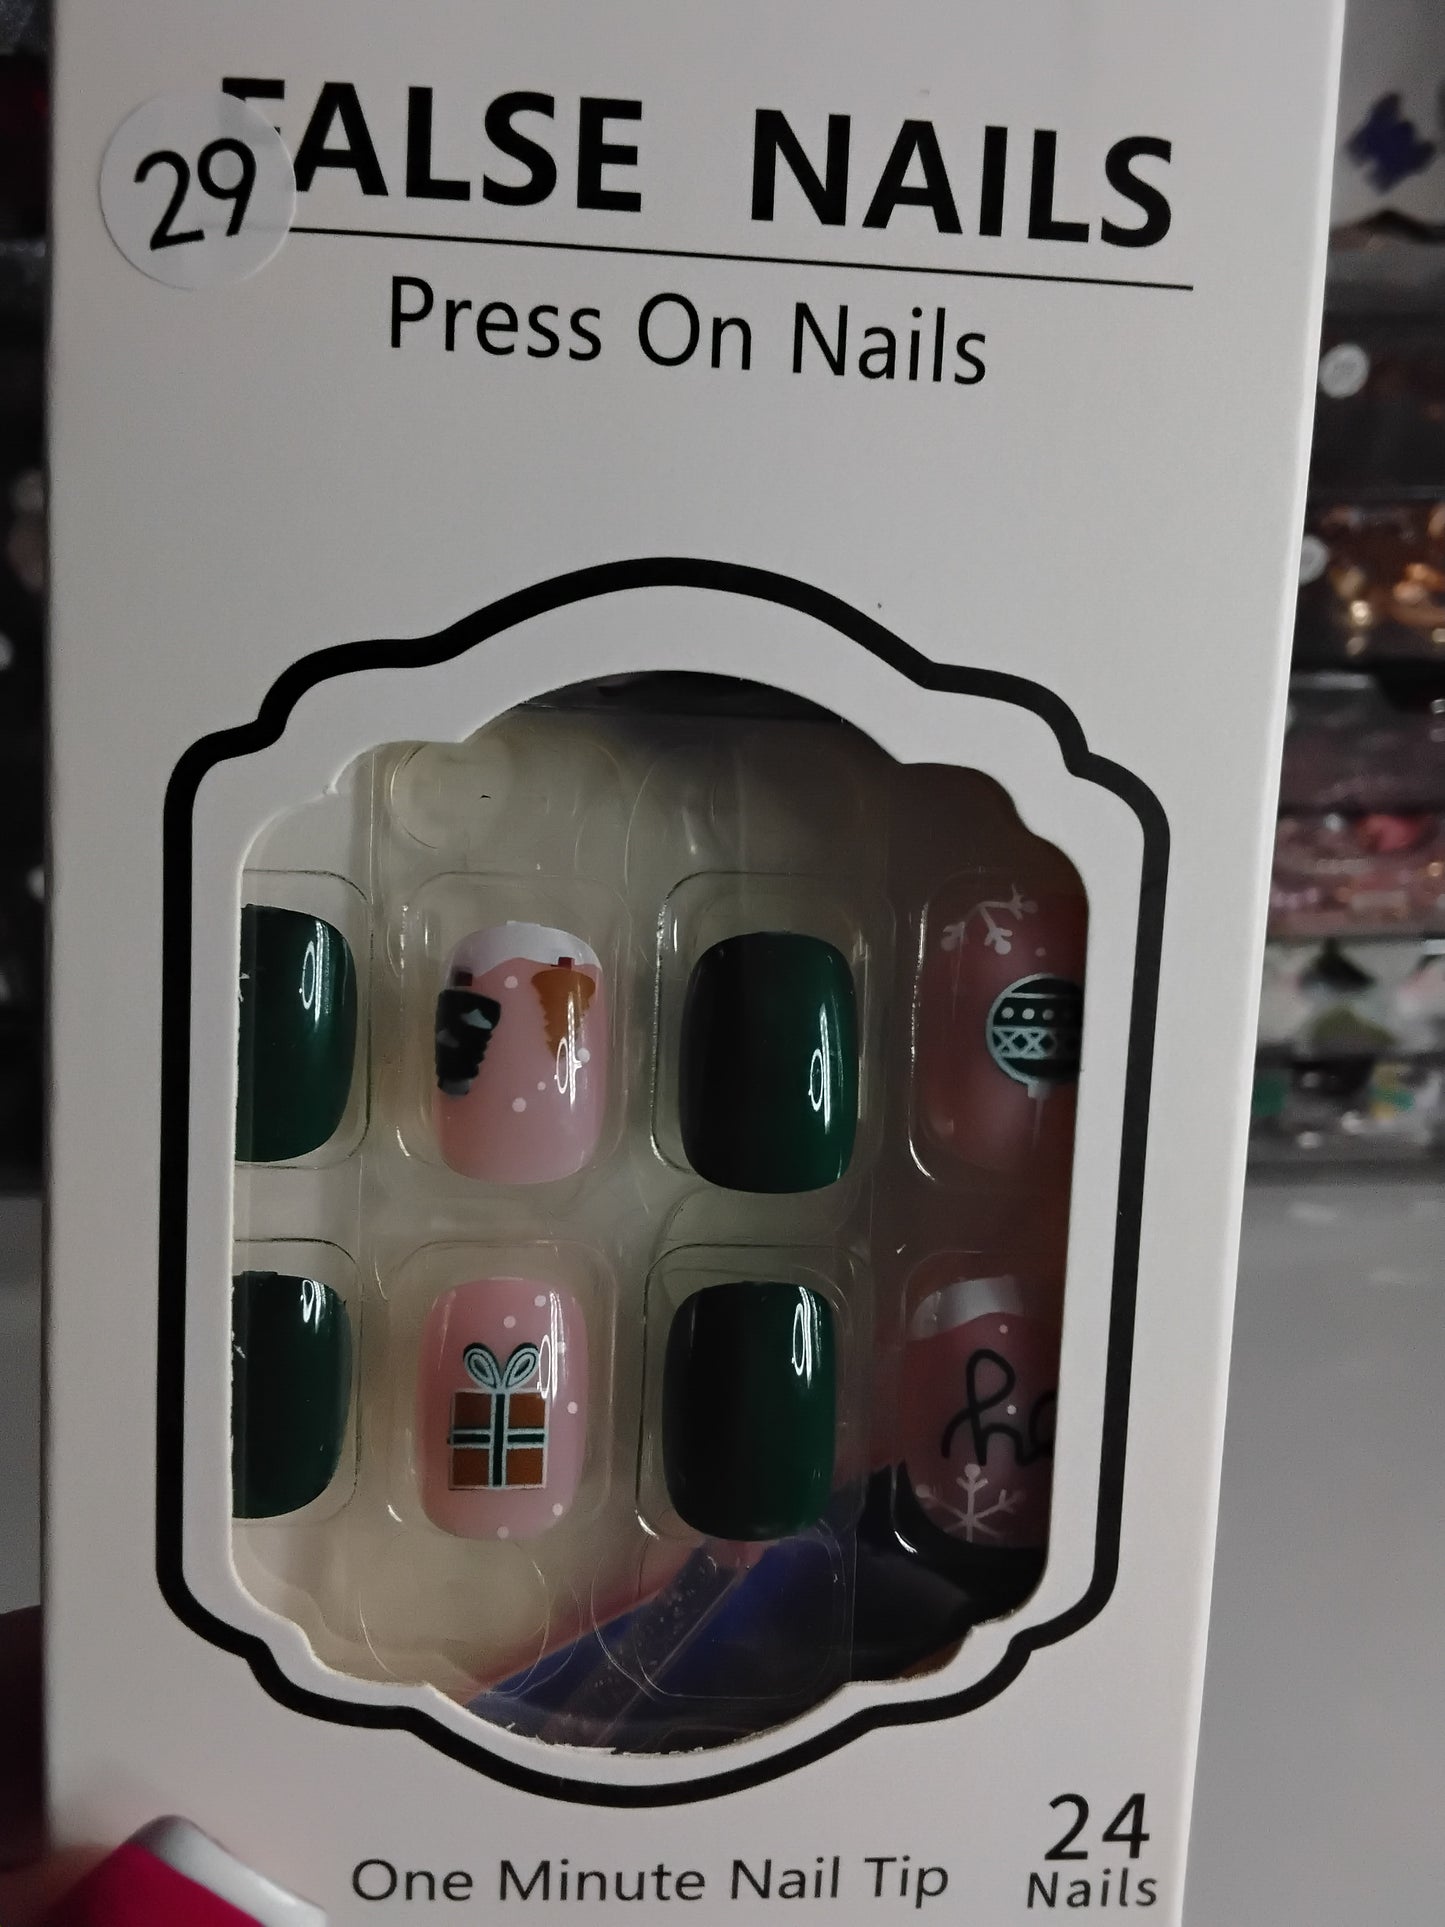 29
FALSE NAILS
Press On Nails
One Minute Nail Tip
24
Nails